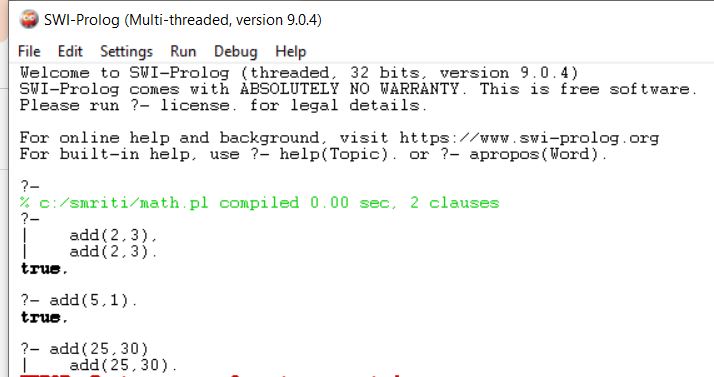 SWI-Prolog (Multi-threaded, version 9.0.4)
File Edit Settings Run Debug Help
Welcome to SWI-Prolog (threaded, 32 bits, version 9.0.4)
SWI-Prolog comes with ABSOLUTELY NO WARRANTY. This is free software.
Please run ?- license. for legal details.
For online help and background, visit https://www.swi-prolog.org
For built-in help, use ?- help(Topic). or ?- apropos(Word).
?-
% c:/smriti/math.pl compiled 0.00 sec, 2 clauses
?-
| add(2,3),
| add(2,3).
true.
?- add(5,1).
true.
?- add(25,30)
| add(25,30).